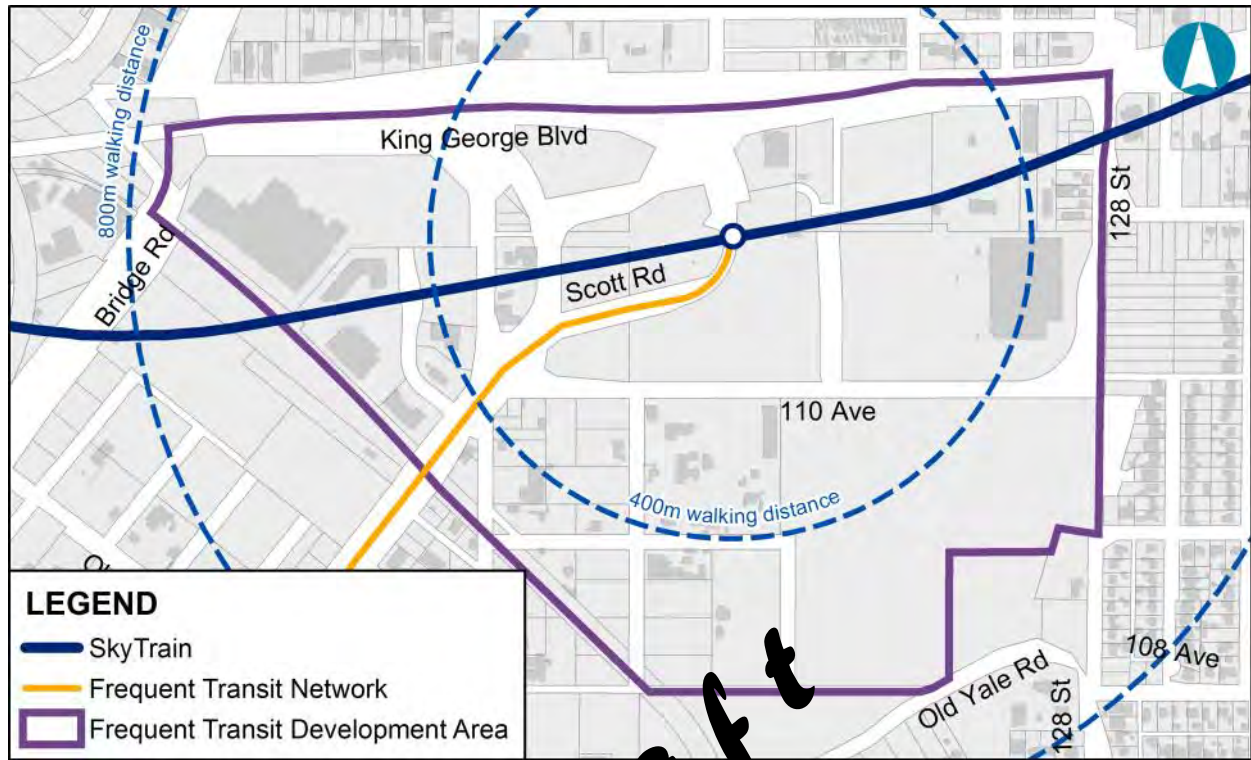 800m walking distance
King George Blvd
128 St
Bridge Rd
Scott Rd
110 Ave
400m walking distance
LEGEND
SkyTrain
Frequent Transit Network
Frequent Transit Development Area
108 Ave
Old Yale Rd
128 St